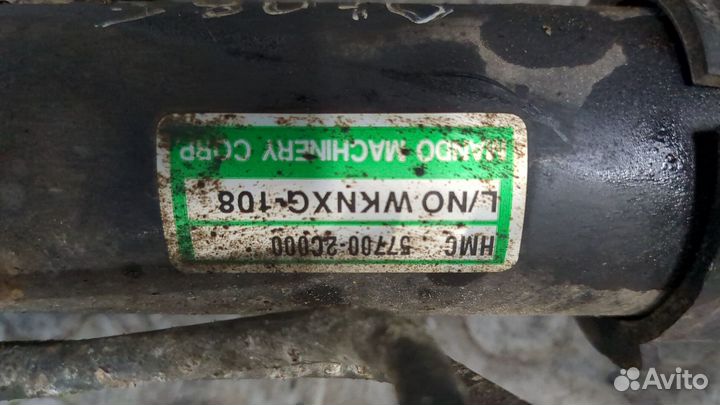 HMC 57700-2C000
L/NO WKNXG-108
MANDO MACHINERY CORP
Avito